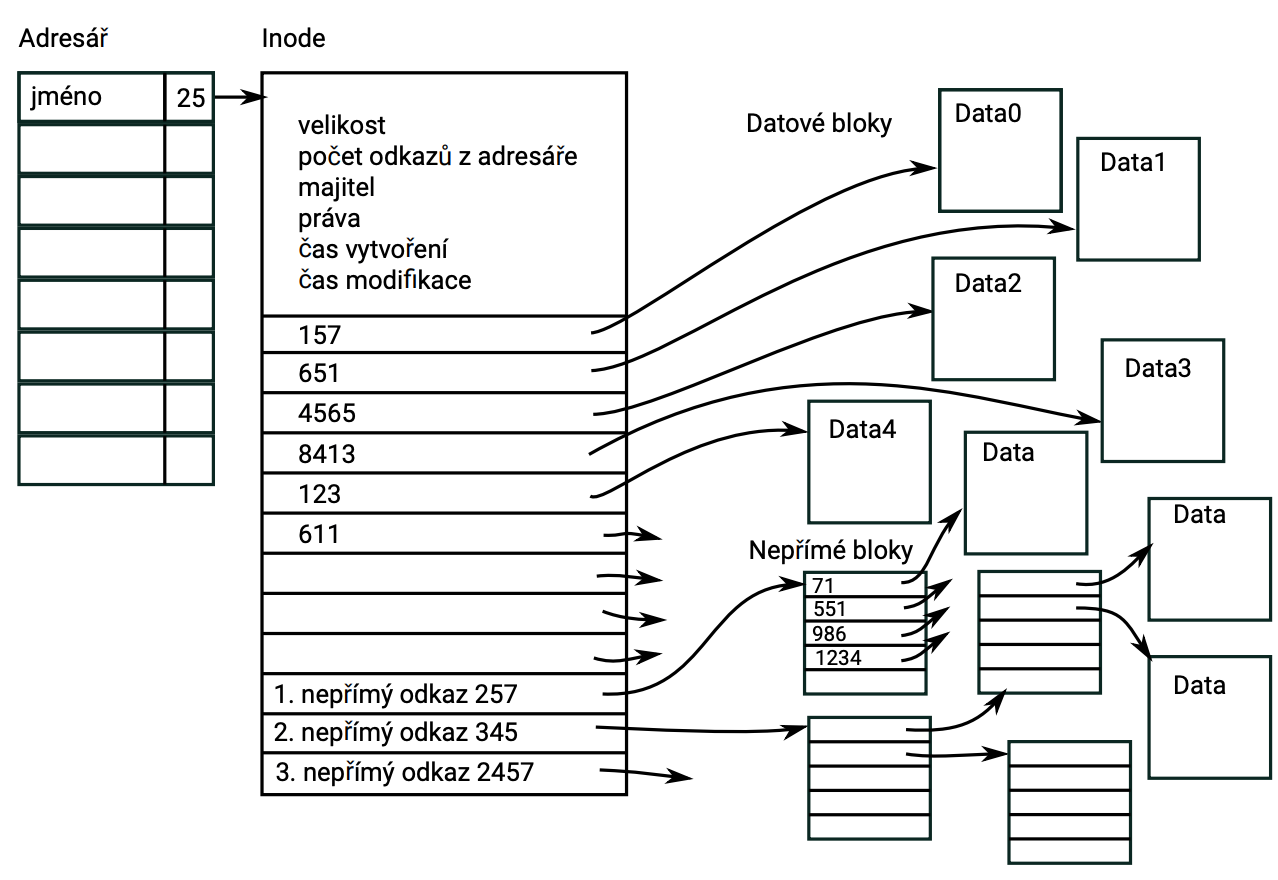 Adresář
Inode
jméno
25
velikost
počet odkazů z adresáře
majitel
práva
čas vytvoření
čas modifikace
157
651
4565
8413
123
611
1. nepřímý odkaz 257
2. nepřímý odkaz 345
3. nepřímý odkaz 2457
Datové bloky
Data0
Data1
Data2
Data3
Data4
Data
Data
Data
Nepřímé bloky
71
551
986
1234